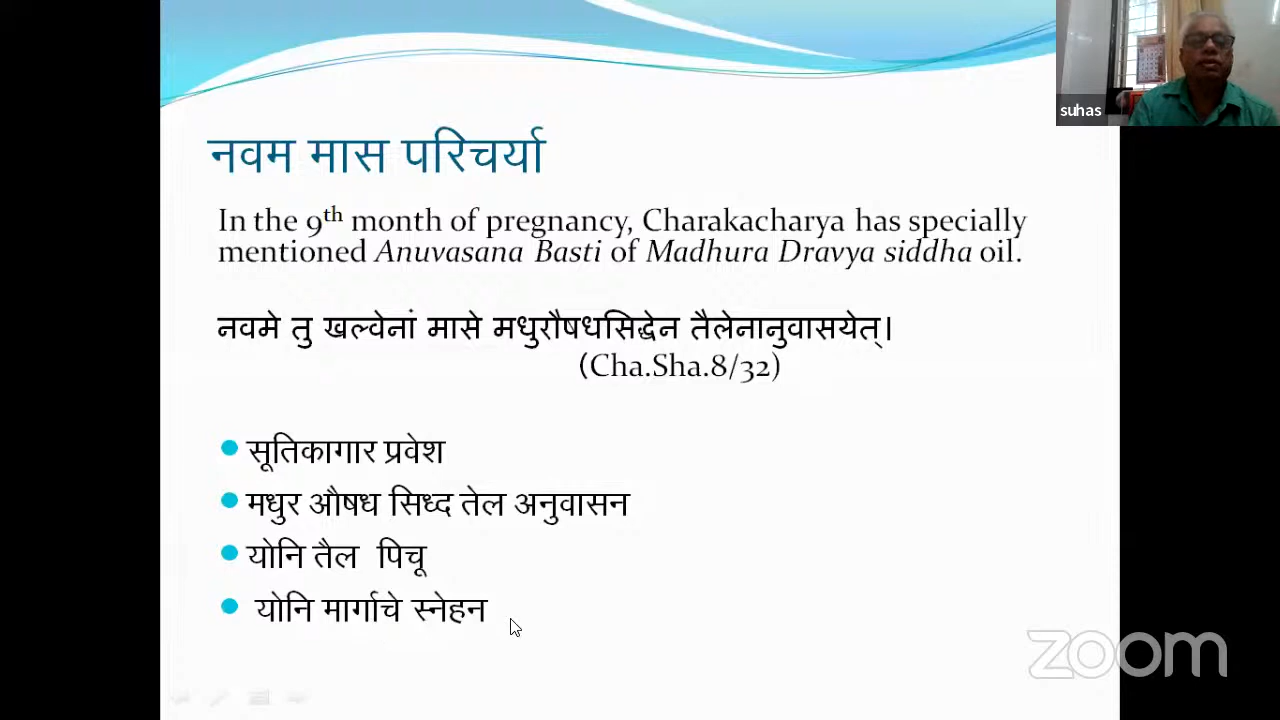 suhas
नवम मास परिचर्या
In the 9th month of pregnancy, Charakacharya has specially
mentioned Anuvasana Basti of Madhura Dravya siddha oil.
नवमे तु खल्वेनां मासे मधुरौषधसिद्धेन तैलेनानुवासयेत्।
(Cha.Sha.8/32)
सूतिकागार प्रवेश
मधुर औषध सिध्द तेल अनुवासन
योनि तैल पिचू
योनि मार्गाचे स्नेहन
zoom